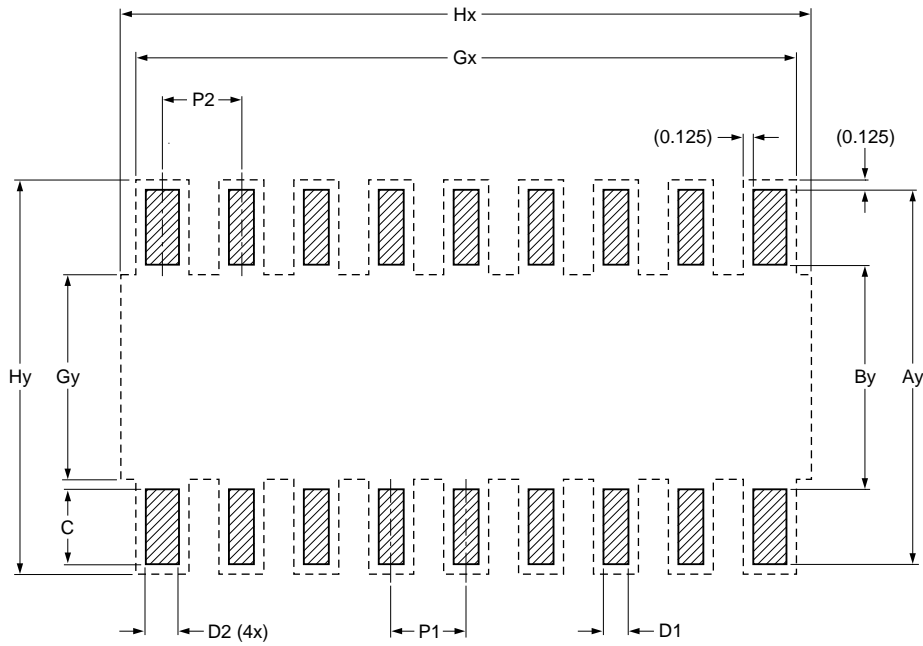 Hx
Gx
P2
(0.125)
(0.125)
Hy
Gy
By
Ay
C
D2 (4x)
P1
D1